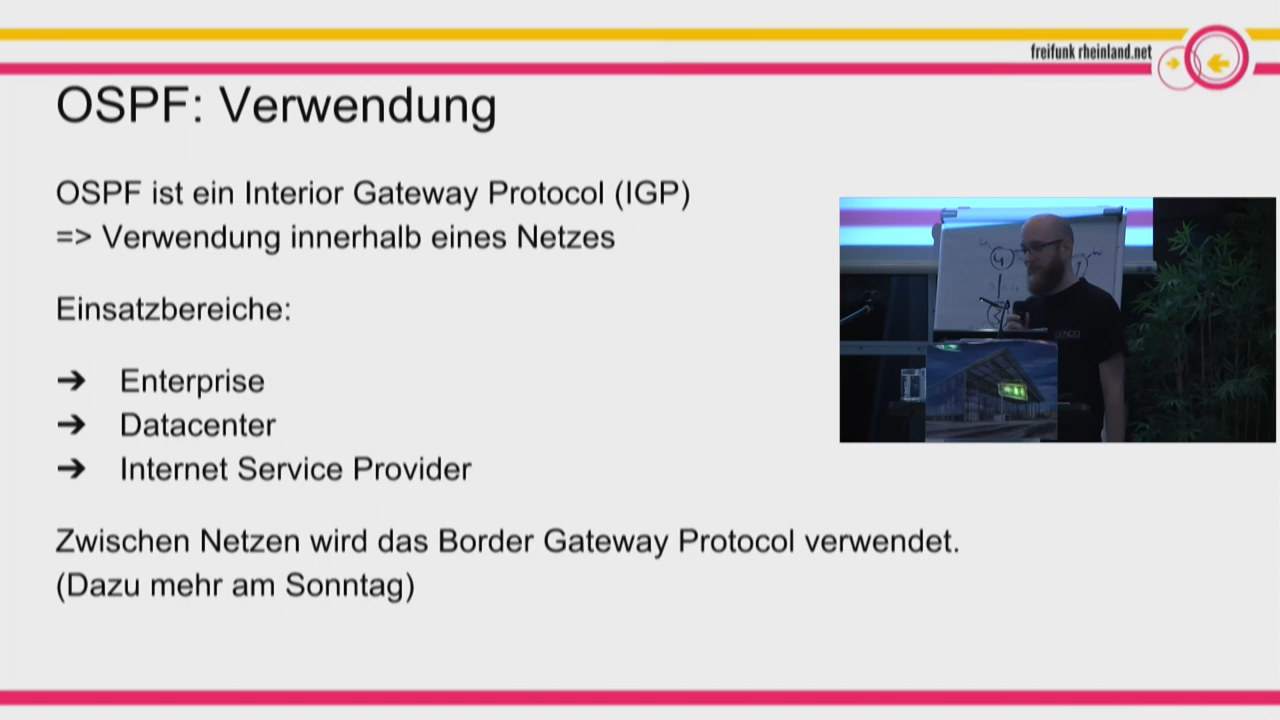 freifunk rheinland.net
OSPF: Verwendung
OSPF ist ein Interior Gateway Protocol (IGP)
=> Verwendung innerhalb eines Netzes
Einsatzbereiche:
➔ Enterprise
➔ Datacenter
➔ Internet Service Provider
Zwischen Netzen wird das Border Gateway Protocol verwendet.
(Dazu mehr am Sonntag)